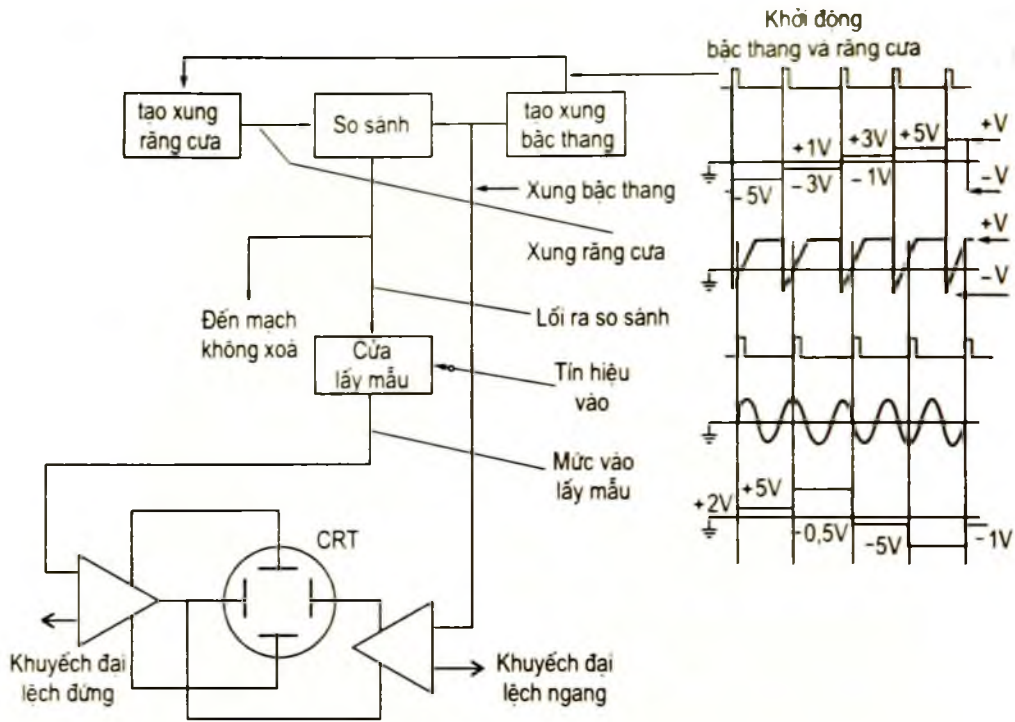 Khởi động
bậc thang và răng cưa
tạo xung
răng cưa
So sánh
tạo xung
bậc thang
+1V
+3V
+5V
+V
-5V
-3V
-1V
-V
Xung bậc thang
Xung răng cưa
+V
-V
Đến mạch
không xoà
Lối ra so sánh
Cửa
lấy mẫu
Tín hiệu
vào
Mức vào
lấy mẫu
+2V
+5V
-0,5V
-5V
-1V
CRT
Khuyếch đại
lệch đứng
Khuyếch đại
lệch ngang